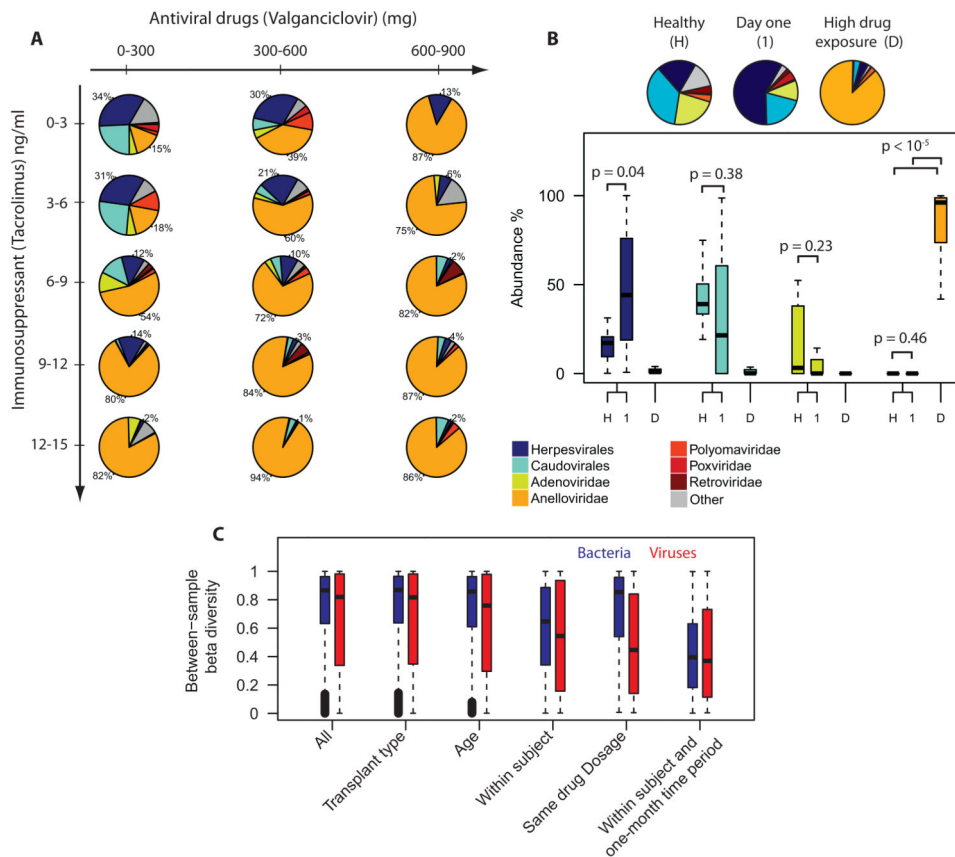 Antiviral drugs (Valganciclovir) (mg)
A
0-300
300-600
600-900
Immunosuppressant (Tacrolimus) ng/ml
0-3
34%
15%
30%
39%
13%
87%
3-6
31%
18%
21%
60%
6%
75%
6-9
12%
54%
10%
72%
2%
82%
9-12
14%
80%
3%
84%
4%
87%
12-15
2%
82%
1%
94%
2%
86%
B
Healthy
(H)
Day one
(1)
High drug
exposure (D)
Abundance %
100
50
0
p = 0.04
p = 0.38
p = 0.23
p = 0.46
p < 10-5
H 1 D H 1 D H 1 D H 1 D
Herpesvirales
Caudovirales
Adenoviridae
Anelloviridae
Polyomaviridae
Poxviridae
Retroviridae
Other
C
Bacteria Viruses
Between−sample
beta diversity
1
0.8
0.6
0.4
0.2
0
All
Transplant type
Age
Within subject
Same drug Dosage
Within subject and
one-month time period